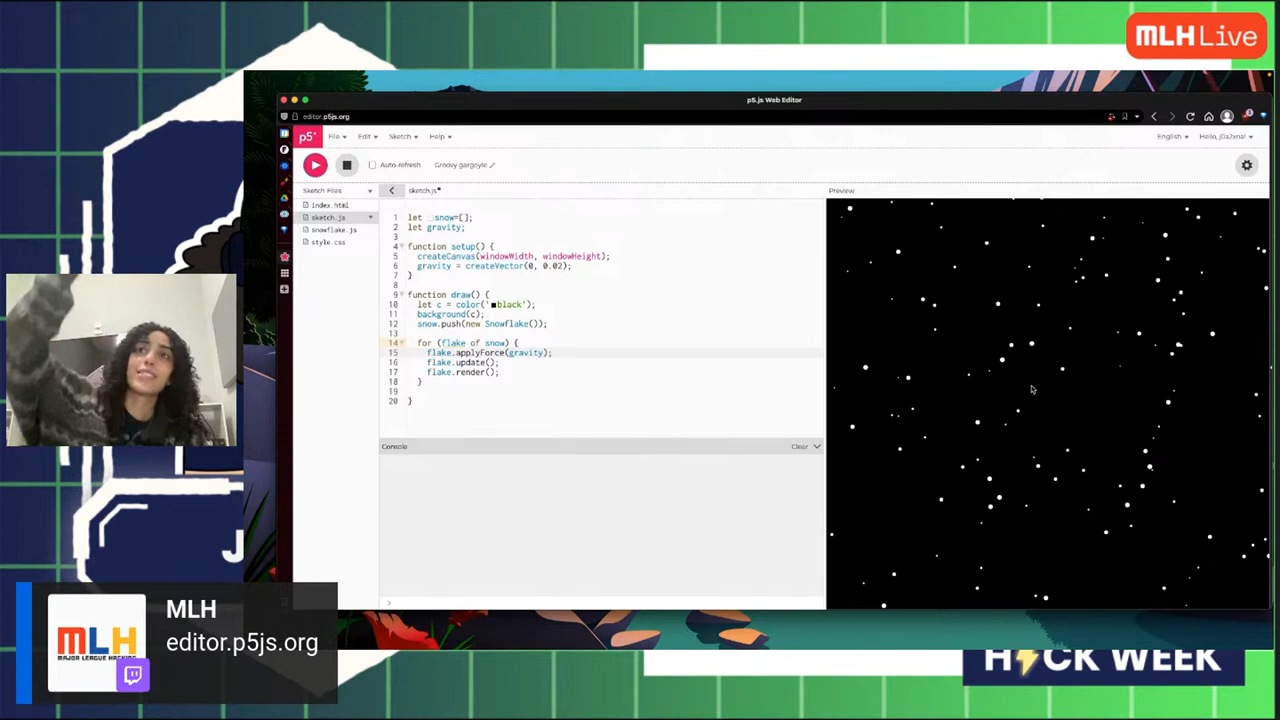 MLH Live
p5.js Web Editor
editor.p5js.org
p5*
File
Edit
Sketch
Help
English
Hello, j0a2xna!
Auto-refresh
Groovy gargoyle
Sketch Files
sketch.js
Preview
index.html
sketch.js
snowflake.js
style.css
1 let snow=[];
2 let gravity;
3
4 function setup() {
5 createCanvas(windowWidth, windowHeight);
6 gravity = createVector(0, 0.02);
7 }
8
9 function draw() {
10 let c = color('black');
11 background(c);
12 snow.push(new Snowflake());
13
14 for (flake of snow) {
15 flake.applyForce(gravity);
16 flake.update();
17 flake.render();
18 }
19
20 }
Console
Clear
>
J
MLH
editor.p5js.org
MLH
MAJOR LEAGUE HACKING
HACK WEEK